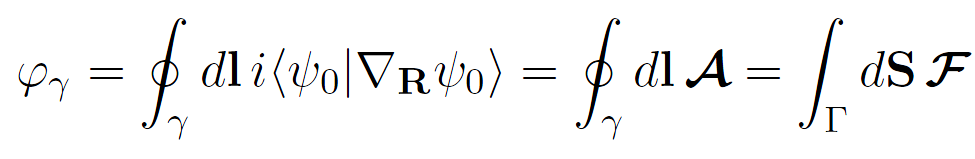 φ_γ = ∮_γ d𝐥 i⟨ψ₀|∇_𝐑 ψ₀⟩ = ∮_γ d𝐥 𝓐 = ∫_Γ d𝐒 𝓕